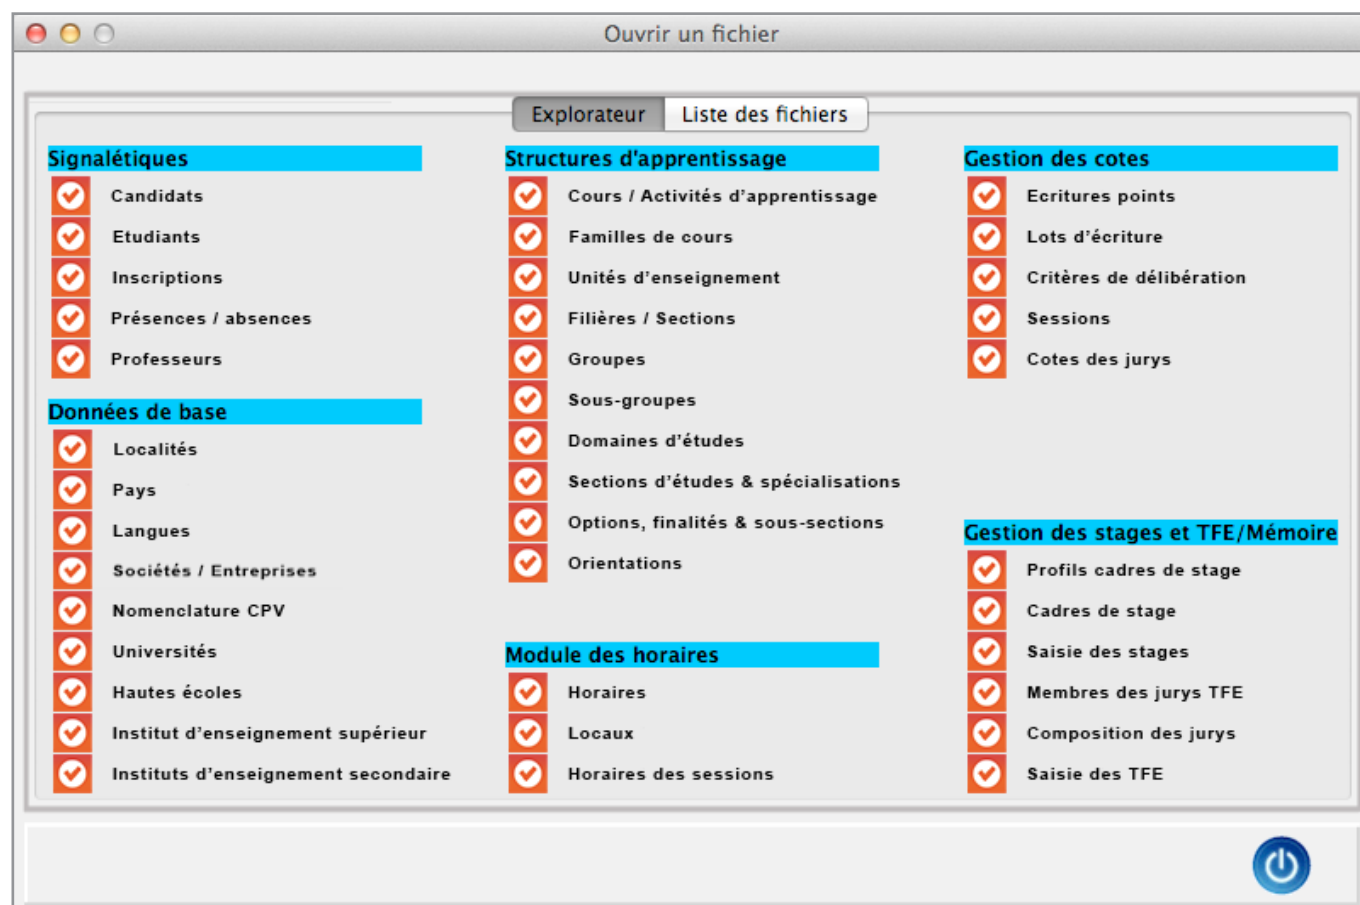 Ouvrir un fichier
Explorateur
Liste des fichiers
Signalétiques
Candidats
Etudiants
Inscriptions
Présences / absences
Professeurs
Données de base
Localités
Pays
Langues
Sociétés / Entreprises
Nomenclature CPV
Universités
Hautes écoles
Institut d’enseignement supérieur
Instituts d’enseignement secondaire
Structures d'apprentissage
Cours / Activités d’apprentissage
Familles de cours
Unités d’enseignement
Filières / Sections
Groupes
Sous-groupes
Domaines d’études
Sections d’études & spécialisations
Options, finalités & sous-sections
Orientations
Module des horaires
Horaires
Locaux
Horaires des sessions
Gestion des cotes
Ecritures points
Lots d’écriture
Critères de délibération
Sessions
Cotes des jurys
Gestion des stages et TFE/Mémoire
Profils cadres de stage
Cadres de stage
Saisie des stages
Membres des jurys TFE
Composition des jurys
Saisie des TFE